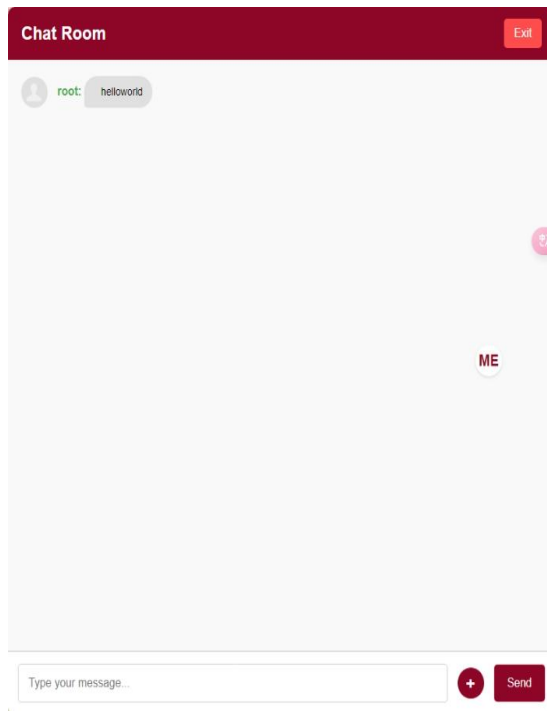 Chat Room
Exit
root: helloworld
ME
Type your message...
+
Send